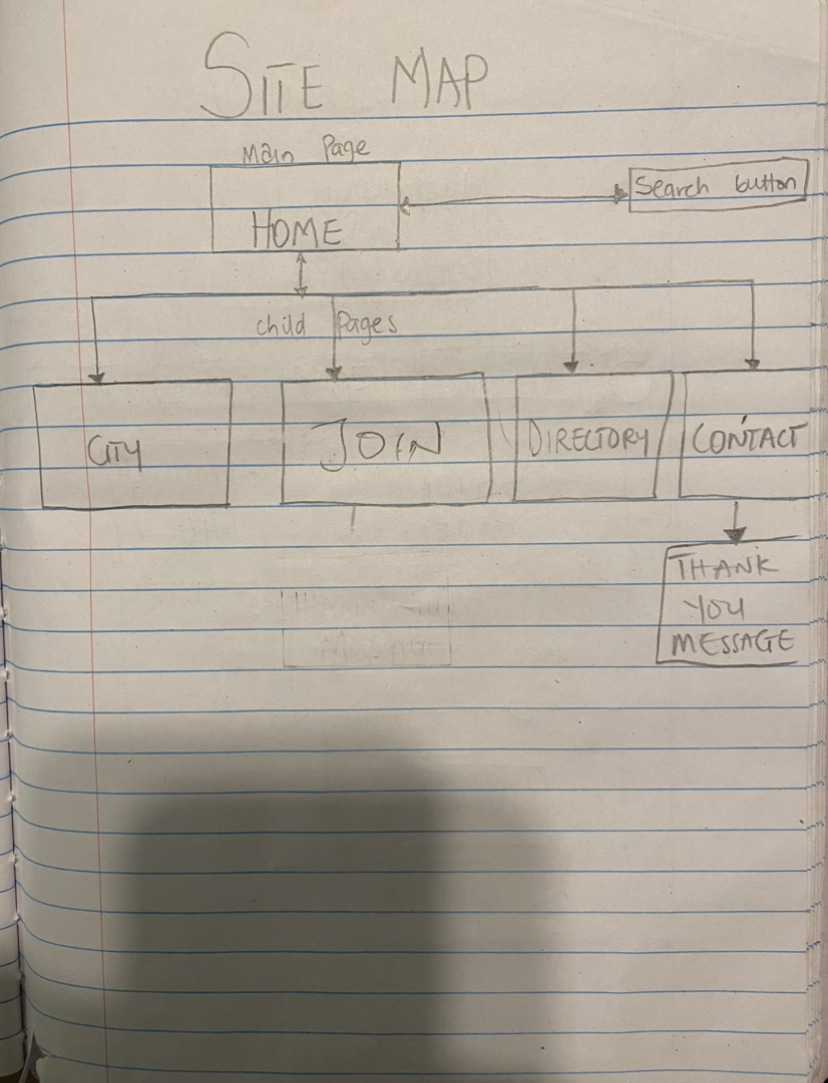 SITE MAP
Main Page
HOME
Search button
Child Pages
CITY
JOIN
DIRECTORY
CONTACT
THANK
YOU
MESSAGE